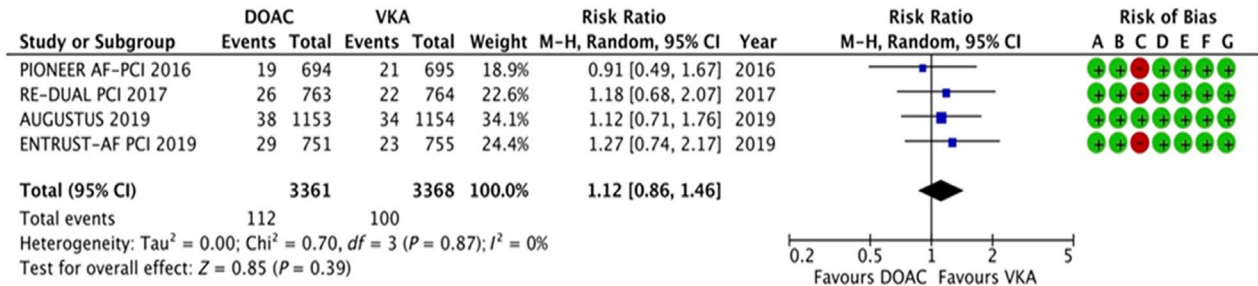 DOAC VKA Risk Ratio Risk Ratio Risk of Bias
Study or Subgroup Events Total Events Total Weight M-H, Random, 95% CI Year M-H, Random, 95% CI A B C D E F G
PIONEER AF-PCI 2016 19 694 21 695 18.9% 0.91 [0.49, 1.67] 2016 + + - + + + +
RE-DUAL PCI 2017 26 763 22 764 22.6% 1.18 [0.68, 2.07] 2017 + + - + + + +
AUGUSTUS 2019 38 1153 34 1154 34.1% 1.12 [0.71, 1.76] 2019 + + + + + + +
ENTRUST-AF PCI 2019 29 751 23 755 24.4% 1.27 [0.74, 2.17] 2019 + + - + + + +
Total (95% CI) 3361 3368 100.0% 1.12 [0.86, 1.46]
Total events 112 100
Heterogeneity: Tau² = 0.00; Chi² = 0.70, df = 3 (P = 0.87); I² = 0%
Test for overall effect: Z = 0.85 (P = 0.39)
0.2 0.5 1 2 5
Favours DOAC Favours VKA